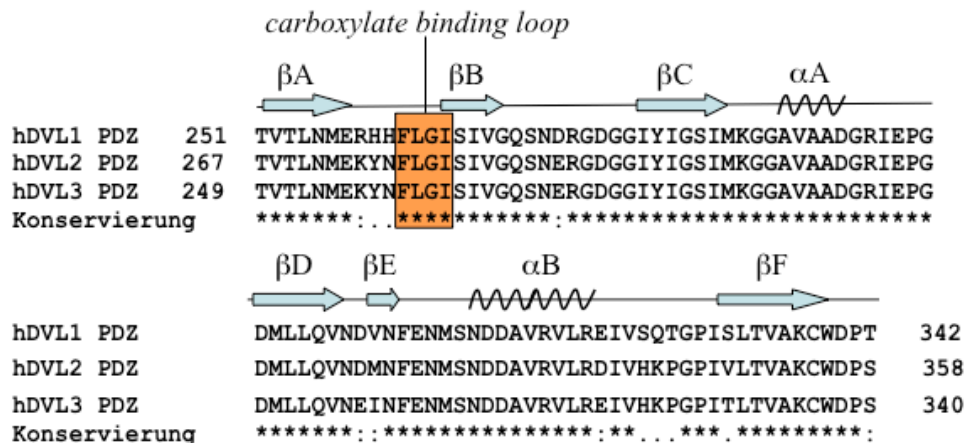 carboxylate binding loop
βA βB βC αA
hDVL1 PDZ 251 TVTLNMERHHFLGISIVGQSNDRGDGGIYIGSIMKGGAVAADGRIEPG
hDVL2 PDZ 267 TVTLNMEKYNFLGISIVGQSNERGDGGIYIGSIMKGGAVAADGRIEPG
hDVL3 PDZ 249 TVTLNMEKYNFLGISIVGQSNERGDGGIYIGSIMKGGAVAADGRIEPG
Konservierung *******:..***********:**************************
βD βE αB βF
hDVL1 PDZ DMLLQVNDVNFENMSNDDAVRVLREIVSQTGPISLTVAKCWDPT 342
hDVL2 PDZ DMLLQVNDMNFENMSNDDAVRVLRDIVHKPGPIVLTVAKCWDPS 358
hDVL3 PDZ DMLLQVNEINFENMSNDDAVRVLREIVHKPGPITLTVAKCWDPS 340
Konservierung *******::***************:**...***.*********: